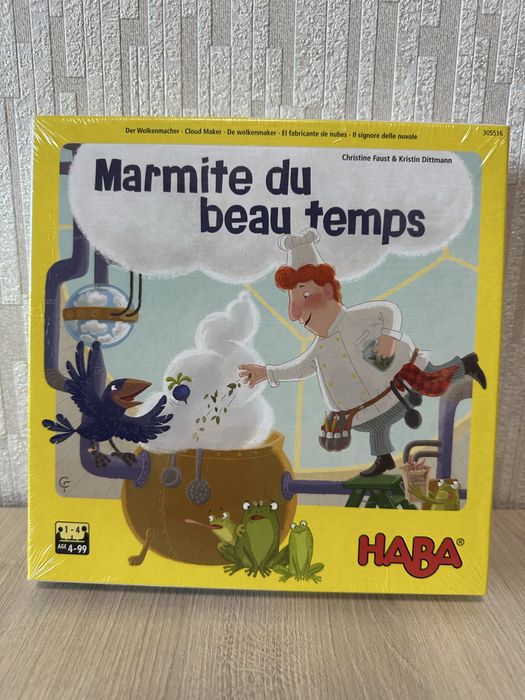 Der Wolkenmacher · Cloud Maker · De wolkenmaker · El fabricante de nubes · Il signore delle nuvole
305516
Christine Faust & Kristin Dittmann
Marmite du
beau temps
1-4
AGE 4-99
HABA®